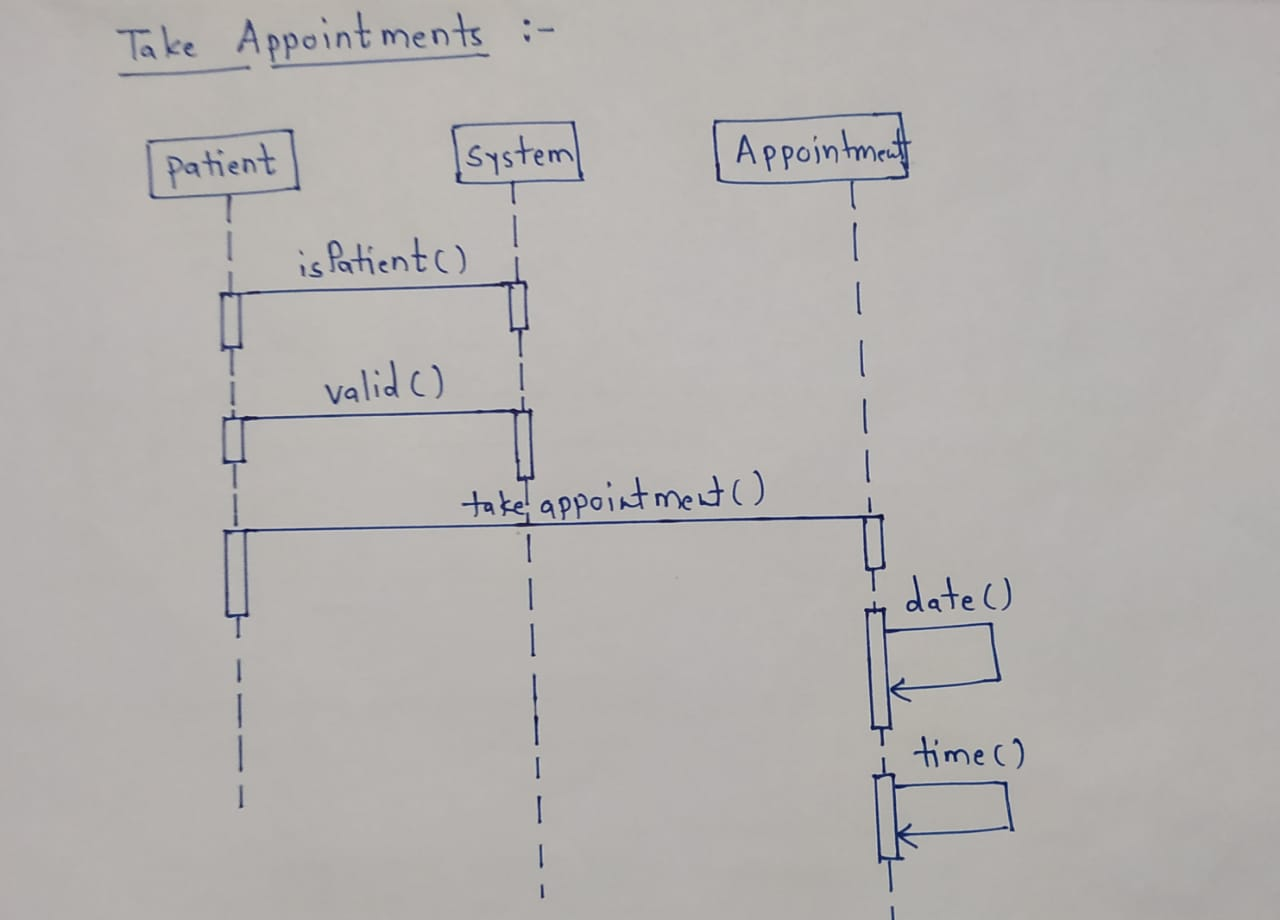 Take Appointments :-
Patient
System
Appointment
isPatient()
valid()
take appointment()
date()
time()